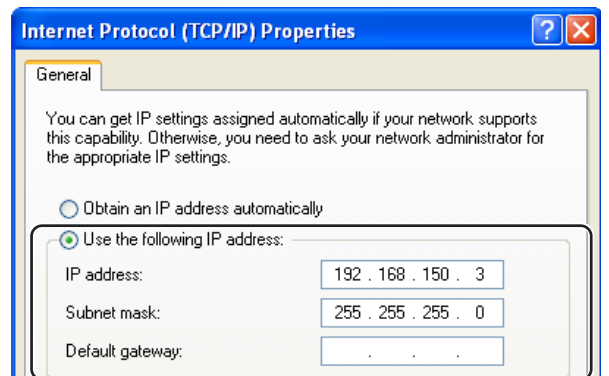 Internet Protocol (TCP/IP) Properties
General
You can get IP settings assigned automatically if your network supports
this capability. Otherwise, you need to ask your network administrator for
the appropriate IP settings.
Obtain an IP address automatically
Use the following IP address:
IP address: 192 . 168 . 150 . 3
Subnet mask: 255 . 255 . 255 . 0
Default gateway: . . .